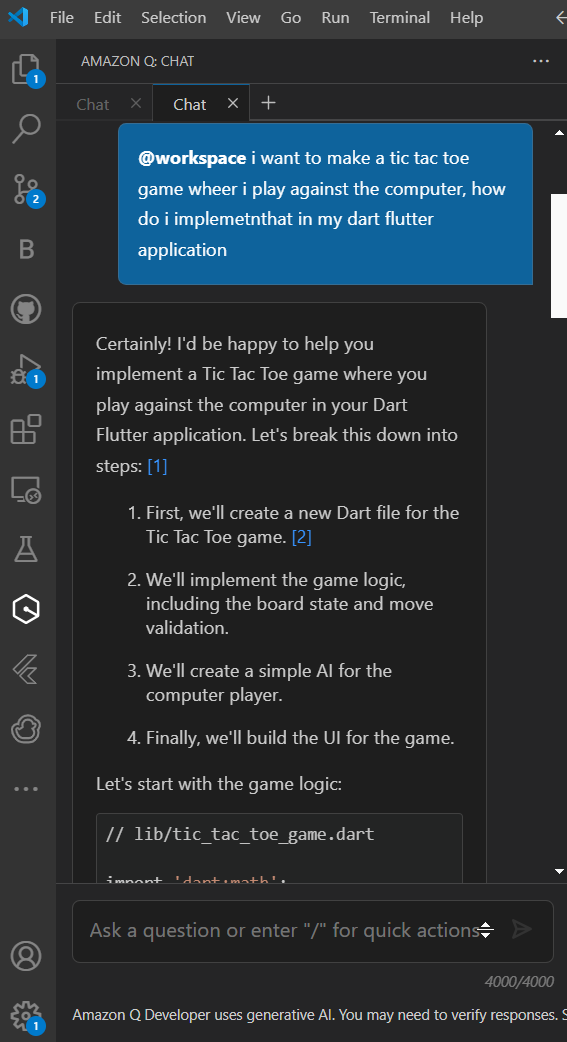 File Edit Selection View Go Run Terminal Help
AMAZON Q: CHAT
Chat
Chat
@workspace i want to make a tic tac toe
game wheer i play against the computer, how
do i implemetnthat in my dart flutter
application
Certainly! I'd be happy to help you
implement a Tic Tac Toe game where you
play against the computer in your Dart
Flutter application. Let's break this down into
steps: [1]
1. First, we'll create a new Dart file for the
Tic Tac Toe game. [2]
2. We'll implement the game logic,
including the board state and move
validation.
3. We'll create a simple AI for the
computer player.
4. Finally, we'll build the UI for the game.
Let's start with the game logic:
// lib/tic_tac_toe_game.dart
import 'dart:math';
Ask a question or enter "/" for quick actions
4000/4000
Amazon Q Developer uses generative AI. You may need to verify responses. S
1
2
B
1
1